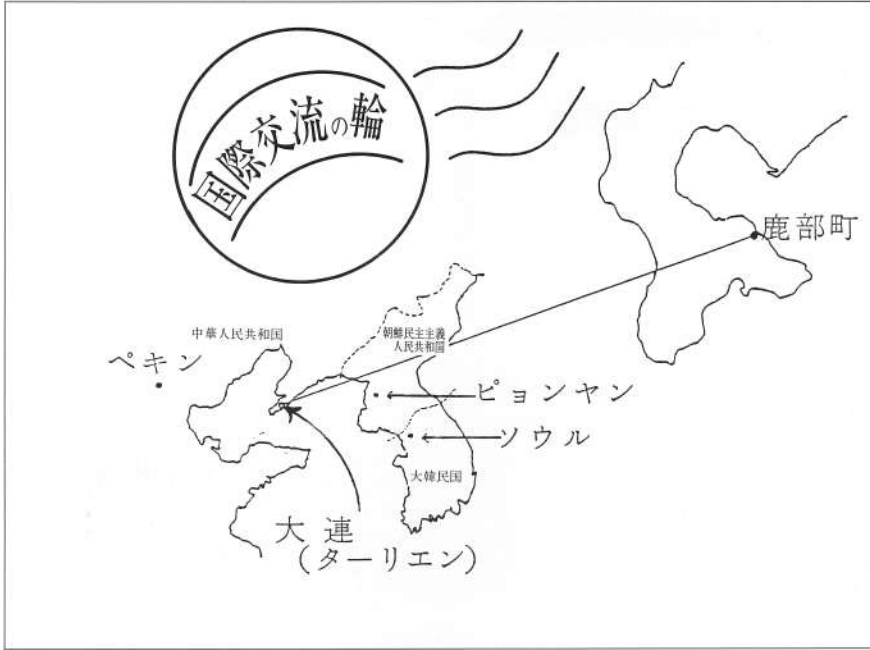 国際交流の輪
鹿部町
中華人民共和国
朝鮮民主主義
人民共和国
ペキン
ピョンヤン
ソウル
大韓民国
大連
(ターリエン)